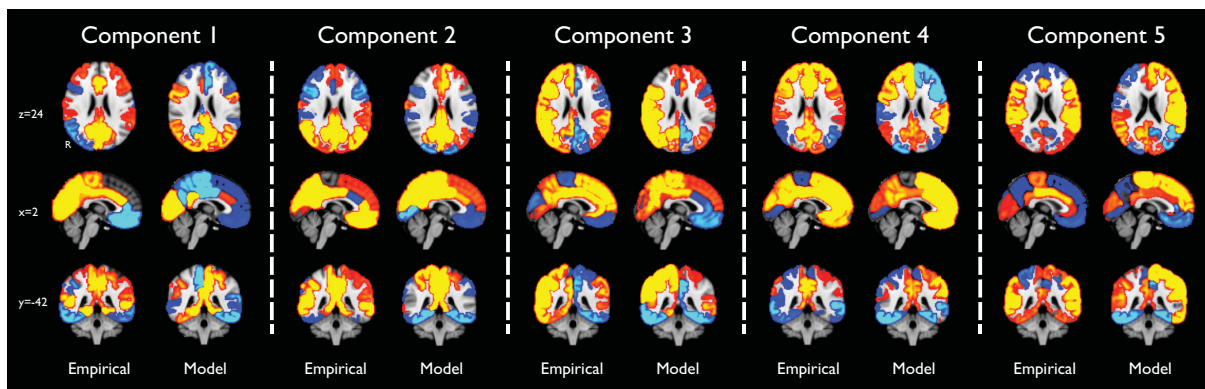 Component 1 Component 2 Component 3 Component 4 Component 5
z=24
R
x=2
y=-42
Empirical Model Empirical Model Empirical Model Empirical Model Empirical Model